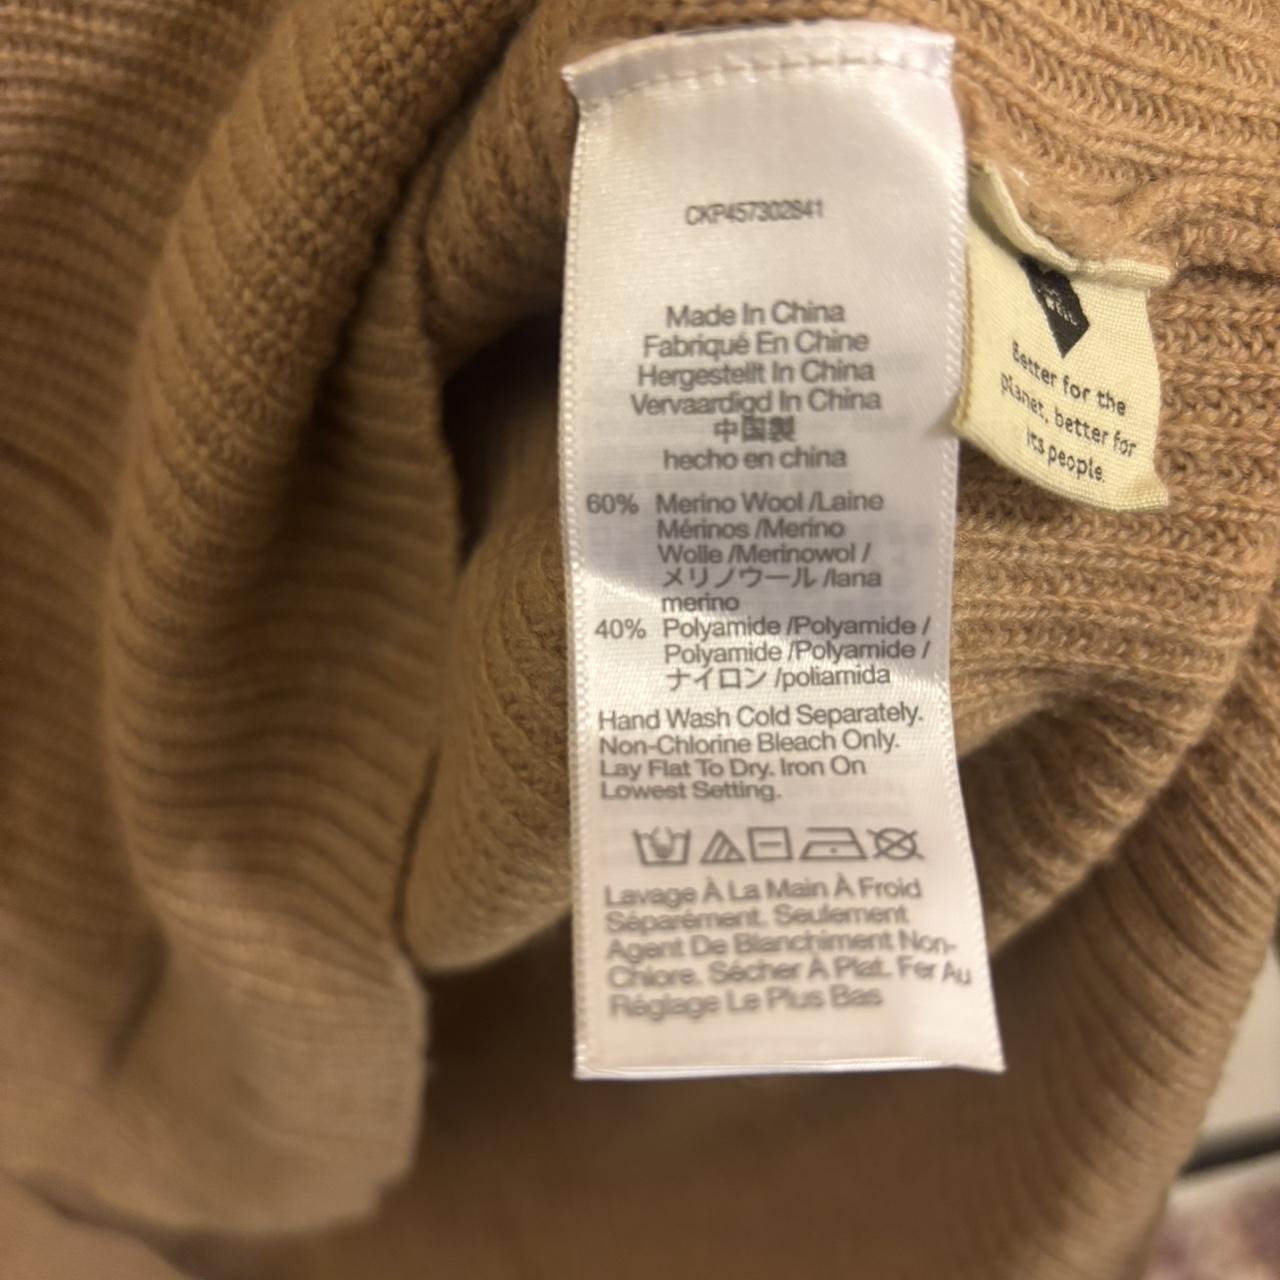 CKP457302841
Made In China
Fabriqué En Chine
Hergestellt In China
Vervaardigd In China
中国製
hecho en china
60% Merino Wool /Laine
Mérinos /Merino
Wolle /Merinowol /
メリノウール /lana
merino
40% Polyamide /Polyamide /
Polyamide /Polyamide /
ナイロン /poliamida
Hand Wash Cold Separately.
Non-Chlorine Bleach Only.
Lay Flat To Dry. Iron On
Lowest Setting.
Lavage À La Main À Froid
Séparément. Seulement
Agent De Blanchiment Non-
Chlore. Sécher À Plat. Fer Au
Réglage Le Plus Bas
Better for the
planet, better for
its people.